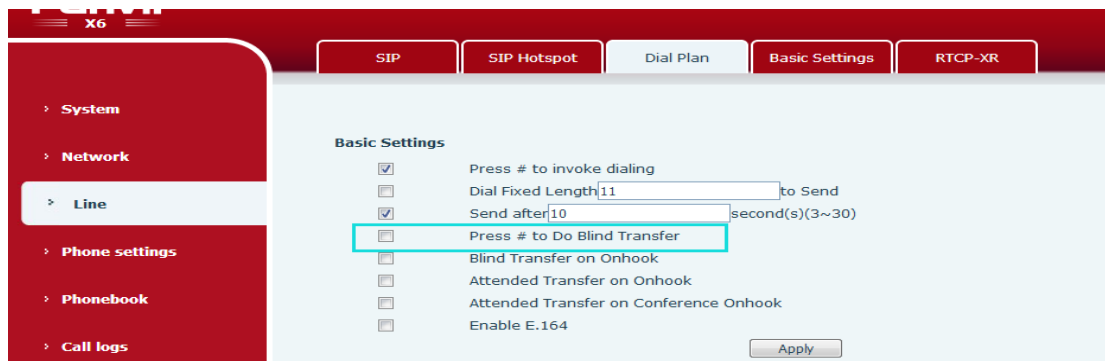 X6
SIP
SIP Hotspot
Dial Plan
Basic Settings
RTCP-XR
System
Network
Line
Phone settings
Phonebook
Call logs
Basic Settings
Press # to invoke dialing
Dial Fixed Length 11 to Send
Send after 10 second(s)(3~30)
Press # to Do Blind Transfer
Blind Transfer on Onhook
Attended Transfer on Onhook
Attended Transfer on Conference Onhook
Enable E.164
Apply